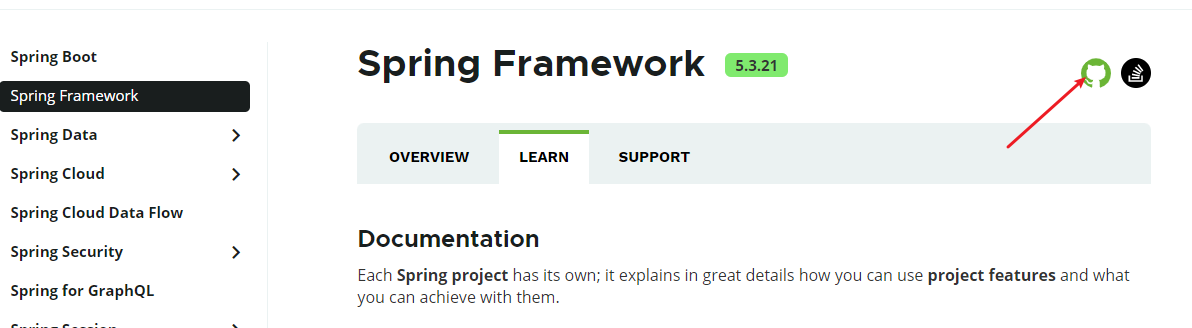 Spring Boot
Spring Framework
Spring Data
Spring Cloud
Spring Cloud Data Flow
Spring Security
Spring for GraphQL
Spring Session
Spring Framework 5.3.21
OVERVIEW LEARN SUPPORT
Documentation
Each Spring project has its own; it explains in great details how you can use project features and what
you can achieve with them.